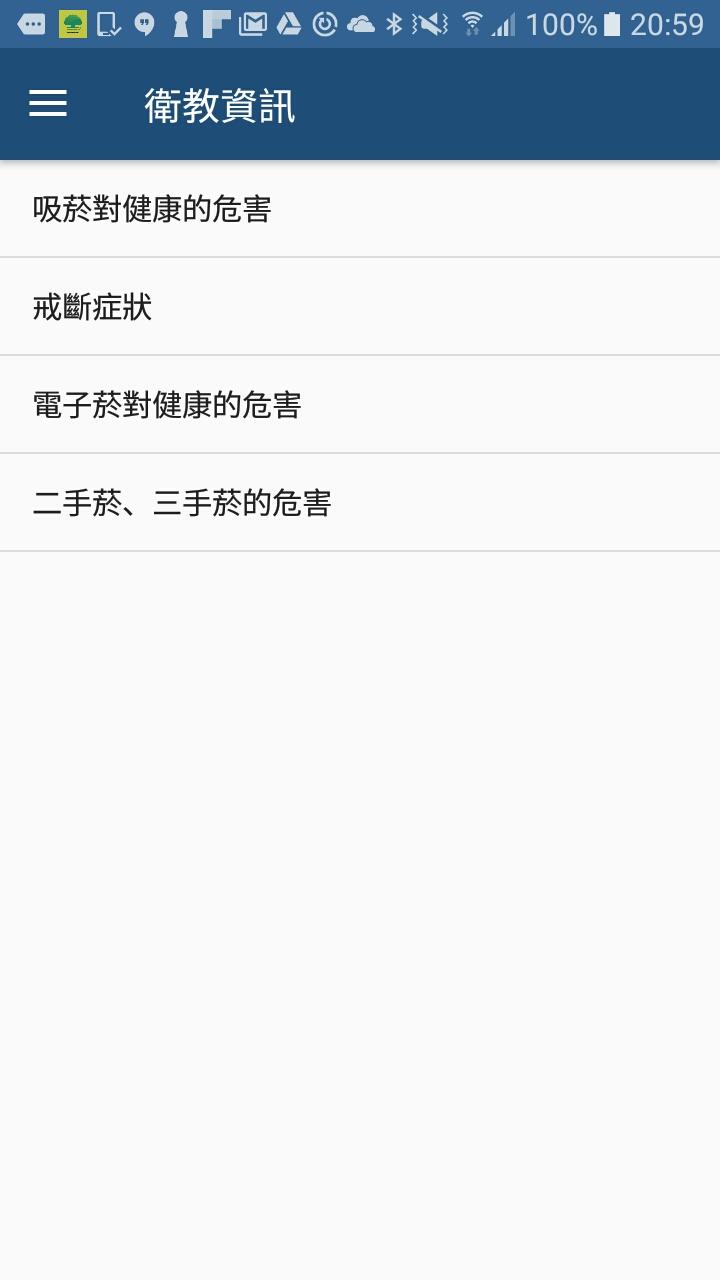 100% 20:59
衛教資訊
吸菸對健康的危害
戒斷症狀
電子菸對健康的危害
二手菸、三手菸的危害